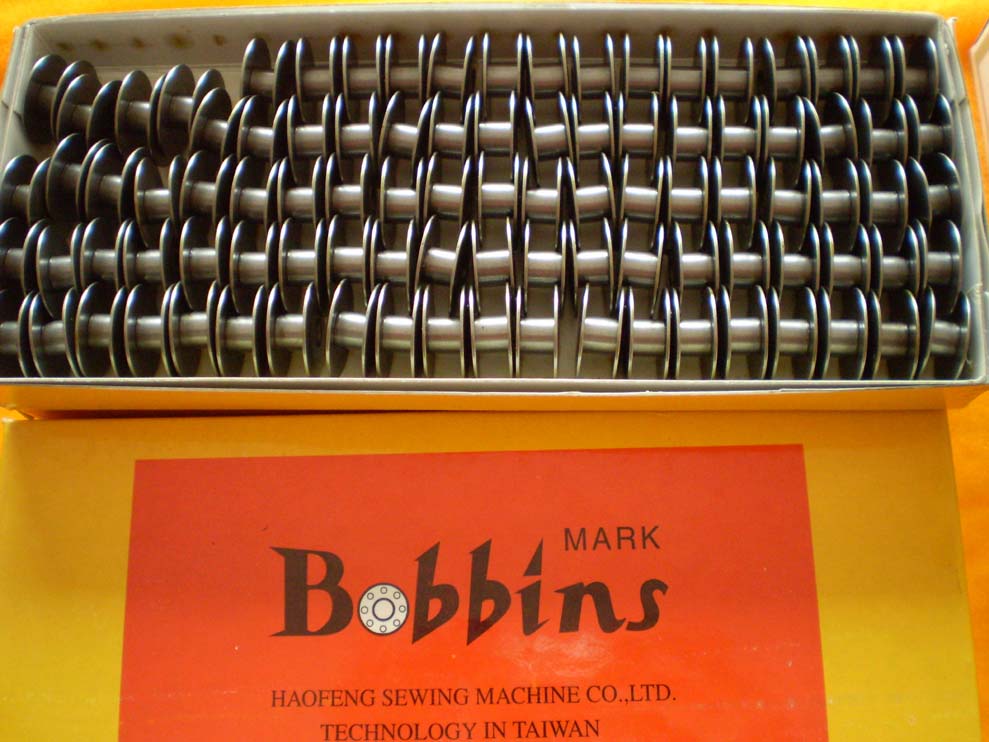 MARK
Bobbins
HAOFENG SEWING MACHINE CO.,LTD.
TECHNOLOGY IN TAIWAN